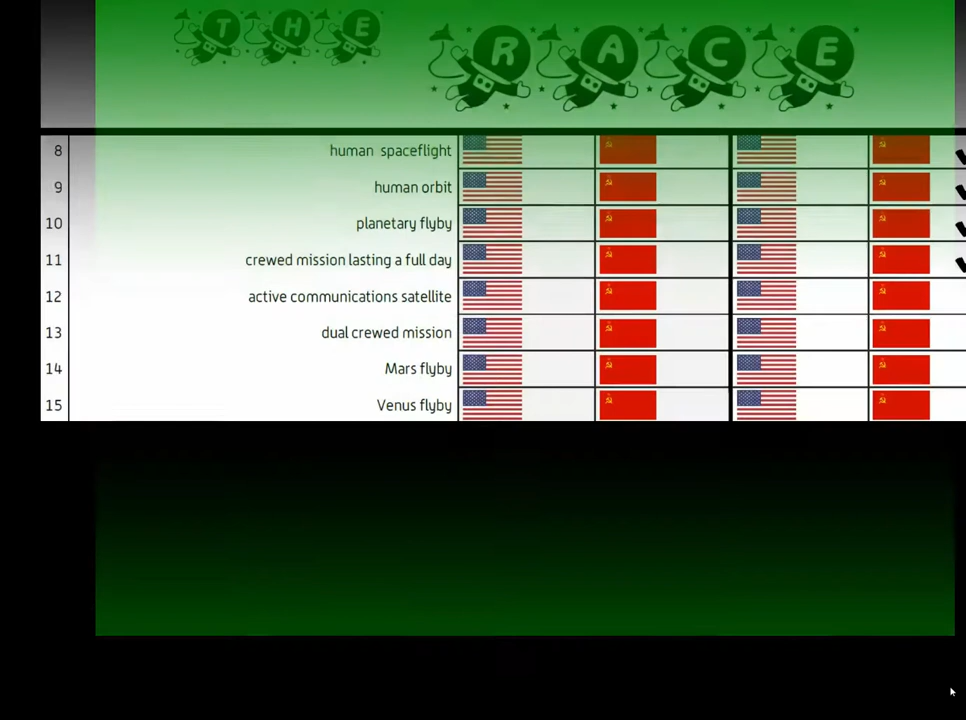 THE
RACE
8 human spaceflight
9 human orbit
10 planetary flyby
11 crewed mission lasting a full day
12 active communications satellite
13 dual crewed mission
14 Mars flyby
15 Venus flyby